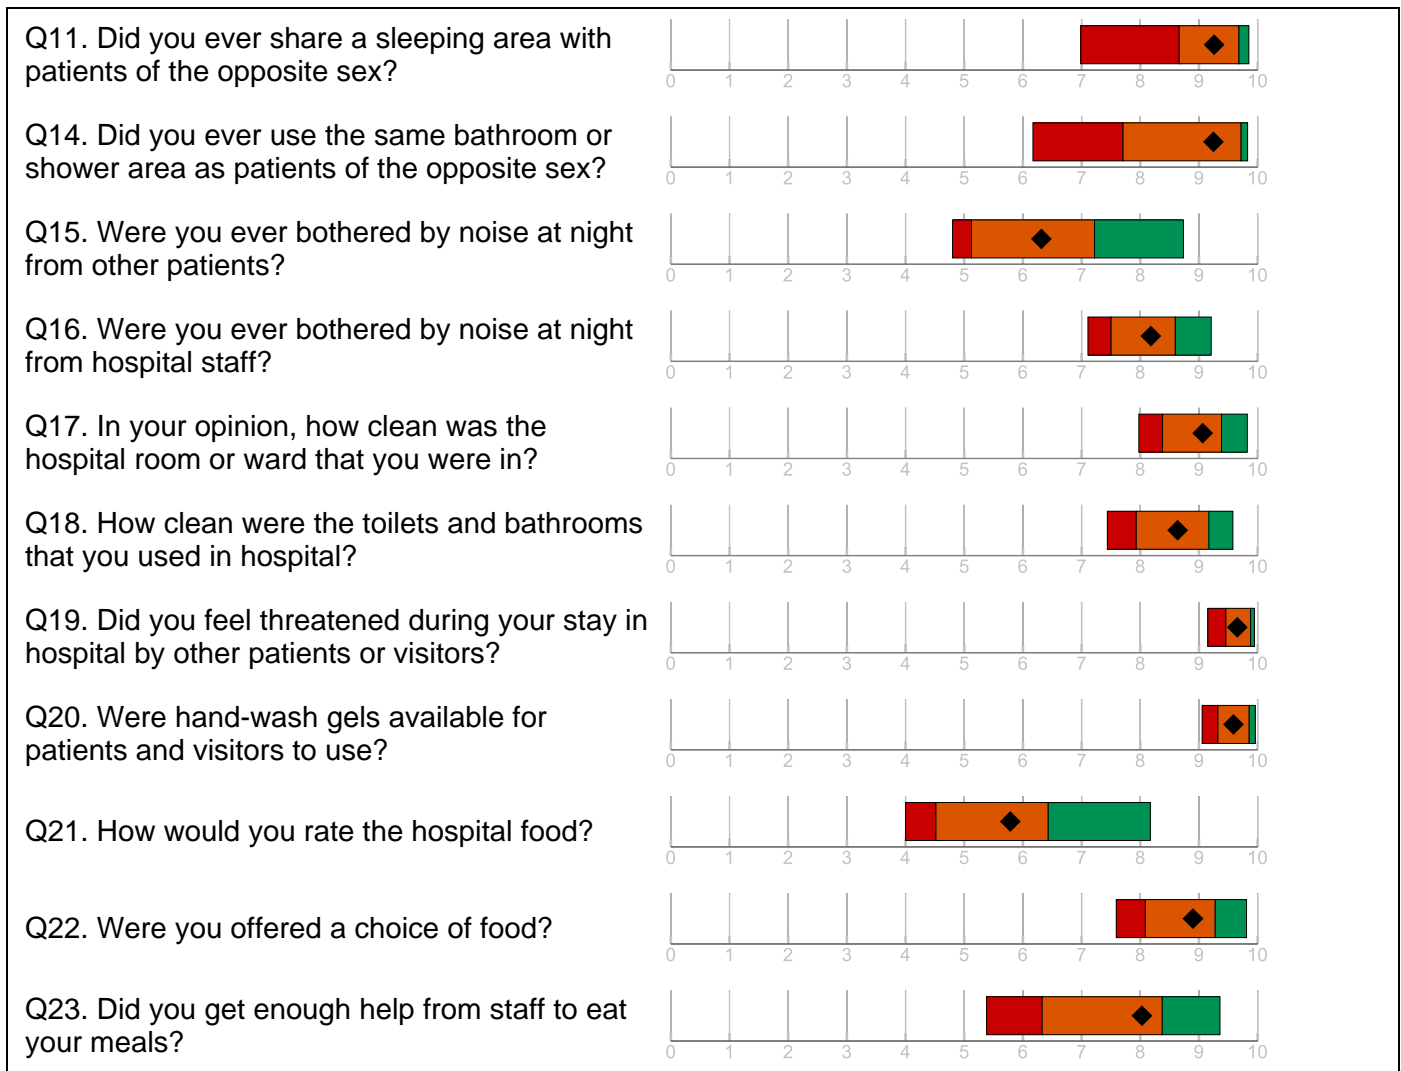 Q11. Did you ever share a sleeping area with
patients of the opposite sex?
0 1 2 3 4 5 6 7 8 9 10
Q14. Did you ever use the same bathroom or
shower area as patients of the opposite sex?
0 1 2 3 4 5 6 7 8 9 10
Q15. Were you ever bothered by noise at night
from other patients?
0 1 2 3 4 5 6 7 8 9 10
Q16. Were you ever bothered by noise at night
from hospital staff?
0 1 2 3 4 5 6 7 8 9 10
Q17. In your opinion, how clean was the
hospital room or ward that you were in?
0 1 2 3 4 5 6 7 8 9 10
Q18. How clean were the toilets and bathrooms
that you used in hospital?
0 1 2 3 4 5 6 7 8 9 10
Q19. Did you feel threatened during your stay in
hospital by other patients or visitors?
0 1 2 3 4 5 6 7 8 9 10
Q20. Were hand-wash gels available for
patients and visitors to use?
0 1 2 3 4 5 6 7 8 9 10
Q21. How would you rate the hospital food?
0 1 2 3 4 5 6 7 8 9 10
Q22. Were you offered a choice of food?
0 1 2 3 4 5 6 7 8 9 10
Q23. Did you get enough help from staff to eat
your meals?
0 1 2 3 4 5 6 7 8 9 10